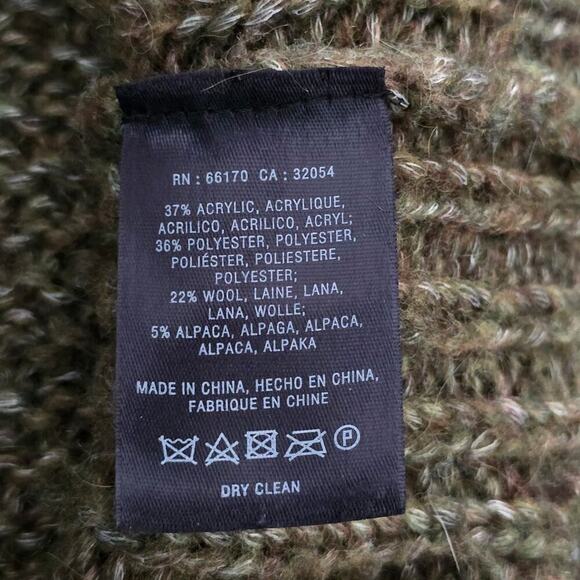 RN : 66170 CA : 32054
37% ACRYLIC, ACRYLIQUE,
ACRILICO, ACRILICO, ACRYL;
36% POLYESTER, POLYESTER,
POLIÉSTER, POLIESTERE,
POLYESTER;
22% WOOL, LAINE, LANA,
LANA, WOLLE;
5% ALPACA, ALPAGA, ALPACA,
ALPACA, ALPAKA
MADE IN CHINA, HECHO EN CHINA,
FABRIQUE EN CHINE
P
DRY CLEAN